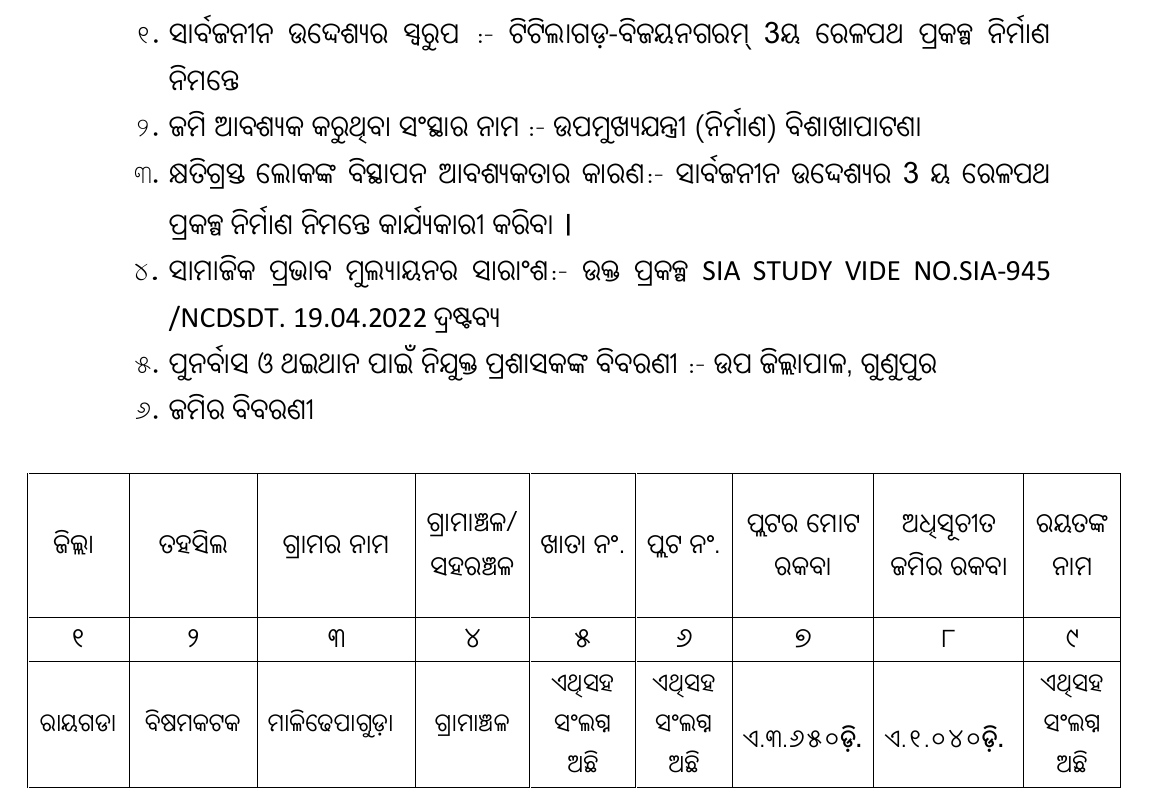 ୧. ସାର୍ବଜନୀନ ଉଦ୍ଦେଶ୍ୟର ସ୍ୱରୁପ :- ଟିଟିଲାଗଡ଼-ବିଜୟନଗରମ୍ 3ୟ ରେଳପଥ ପ୍ରକଳ୍ପ ନିର୍ମାଣ
ନିମନ୍ତେ
୨. ଜମି ଆବଶ୍ୟକ କରୁଥିବା ସଂସ୍ଥାର ନାମ :- ଉପମୁଖ୍ୟଯନ୍ତ୍ରୀ (ନିର୍ମାଣ) ବିଶାଖାପାଟଣା
୩. କ୍ଷତିଗ୍ରସ୍ତ ଲୋକଙ୍କ ବିସ୍ଥାପନ ଆବଶ୍ୟକତାର କାରଣ:- ସାର୍ବଜନୀନ ଉଦ୍ଦେଶ୍ୟର 3 ୟ ରେଳପଥ
ପ୍ରକଳ୍ପ ନିର୍ମାଣ ନିମନ୍ତେ କାର୍ଯ୍ୟକାରୀ କରିବା |
୪. ସାମାଜିକ ପ୍ରଭାବ ମୁଲ୍ୟାୟନର ସାରାଂଶ:- ଉକ୍ତ ପ୍ରକଳ୍ପ SIA STUDY VIDE NO.SIA-945
/NCDSDT. 19.04.2022 ଦ୍ରଷ୍ଟବ୍ୟ
୫. ପୁନର୍ବାସ ଓ ଥଇଥାନ ପାଇଁ ନିଯୁକ୍ତ ପ୍ରଶାସକଙ୍କ ବିବରଣୀ :- ଉପ ଜିଲ୍ଲାପାଳ, ଗୁଣୁପୁର
୬. ଜମିର ବିବରଣୀ
ଜିଲ୍ଲା ତହସିଲ ଗ୍ରାମର ନାମ ଗ୍ରାମାଞ୍ଚଳ/ ସହରଞ୍ଚଳ ଖାତା ନଂ. ପ୍ଲଟ ନଂ. ପ୍ଲଟର ମୋଟ ରକବା ଅଧିସୂଚୀତ ଜମିର ରକବା ରୟତଙ୍କ ନାମ
୧ ୨ ୩ ୪ ୫ ୬ ୭ ୮ ୯
ରାୟଗଡା ବିଷମକଟକ ମାଳିଢେପାଗୁଡ଼ା ଗ୍ରାମାଞ୍ଚଳ ଏଥିସହ ସଂଲଗ୍ନ ଅଛି ଏଥିସହ ସଂଲଗ୍ନ ଅଛି ଏ.୩.୬୫୦ଡ଼ି. ଏ.୧.୦୪୦ଡ଼ି. ଏଥିସହ ସଂଲଗ୍ନ ଅଛି